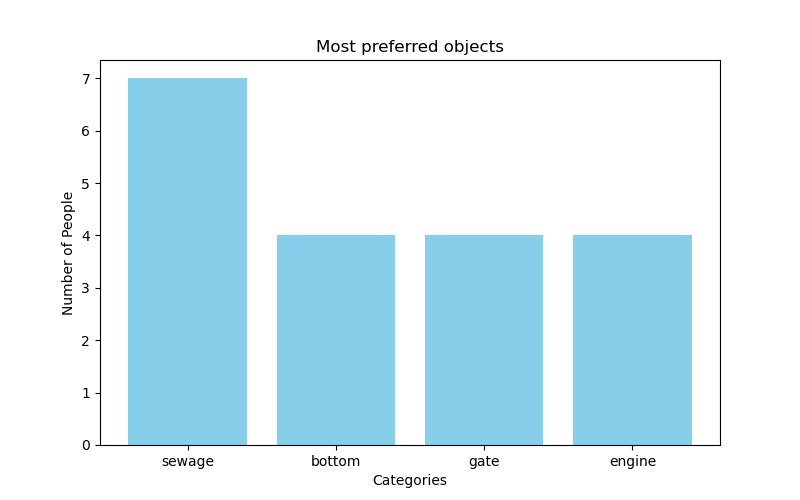 Most preferred objects
Number of People
7
6
5
4
3
2
1
0
sewage bottom gate engine
Categories